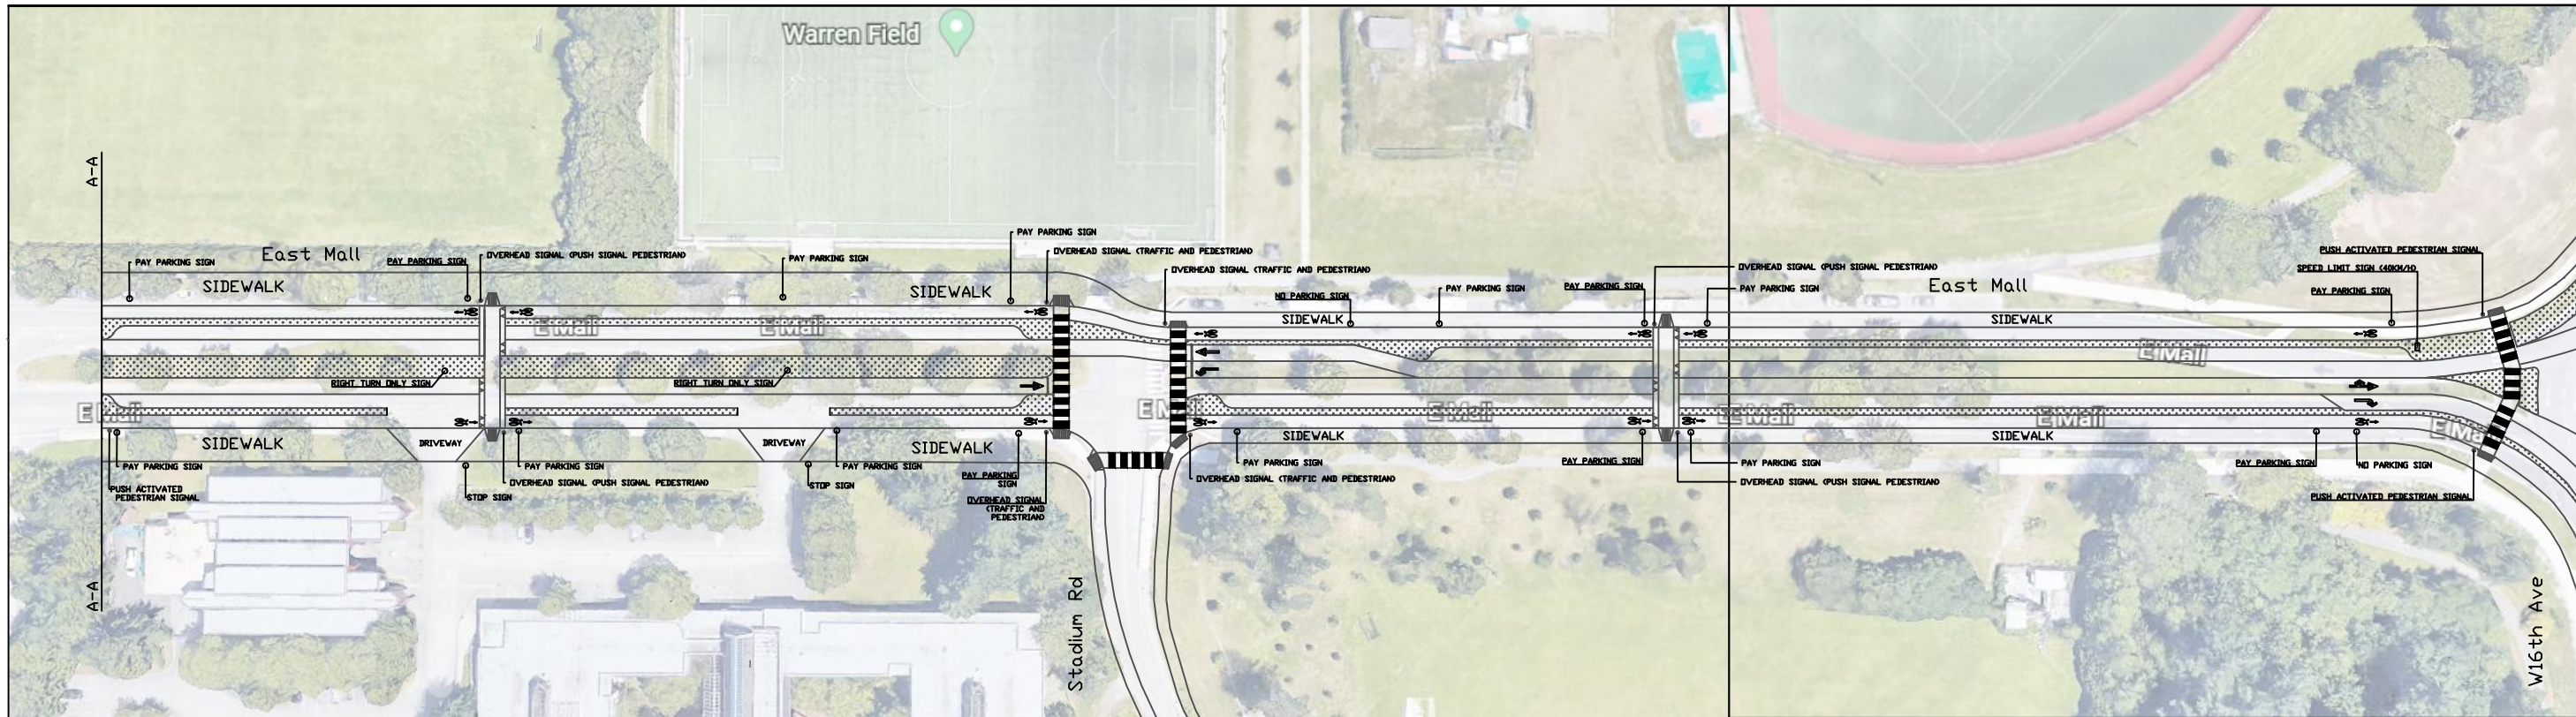 Warren Field
A-A
East Mall
PAY PARKING SIGN
SIDEWALK
PAY PARKING SIGN
OVERHEAD SIGNAL (PUSH SIGNAL PEDESTRIAN)
PAY PARKING SIGN
SIDEWALK
PAY PARKING SIGN
OVERHEAD SIGNAL (TRAFFIC AND PEDESTRIAN)
OVERHEAD SIGNAL (TRAFFIC AND PEDESTRIAN)
NO PARKING SIGN
SIDEWALK
PAY PARKING SIGN
PAY PARKING SIGN
OVERHEAD SIGNAL (PUSH SIGNAL PEDESTRIAN)
PAY PARKING SIGN
East Mall
SIDEWALK
PUSH ACTIVATED PEDESTRIAN SIGNAL
SPEED LIMIT SIGN (40KM/H)
PAY PARKING SIGN
E Mall
E Mall
E Mall
RIGHT TURN ONLY SIGN
RIGHT TURN ONLY SIGN
E Mall
E M
E Mall
EE Mall
E Mall
E Ma
SIDEWALK
DRIVEWAY
DRIVEWAY
SIDEWALK
SIDEWALK
SIDEWALK
PAY PARKING SIGN
PUSH ACTIVATED
PEDESTRIAN SIGNAL
STOP SIGN
PAY PARKING SIGN
OVERHEAD SIGNAL (PUSH SIGNAL PEDESTRIAN)
STOP SIGN
PAY PARKING SIGN
PAY PARKING
SIGN
OVERHEAD SIGNAL
(TRAFFIC AND
PEDESTRIAN)
PAY PARKING SIGN
OVERHEAD SIGNAL (TRAFFIC AND PEDESTRIAN)
PAY PARKING SIGN
PAY PARKING SIGN
OVERHEAD SIGNAL (PUSH SIGNAL PEDESTRIAN)
PAY PARKING SIGN
NO PARKING SIGN
PUSH ACTIVATED PEDESTRIAN SIGNAL
A-A
Stadium Rd
W16th Ave